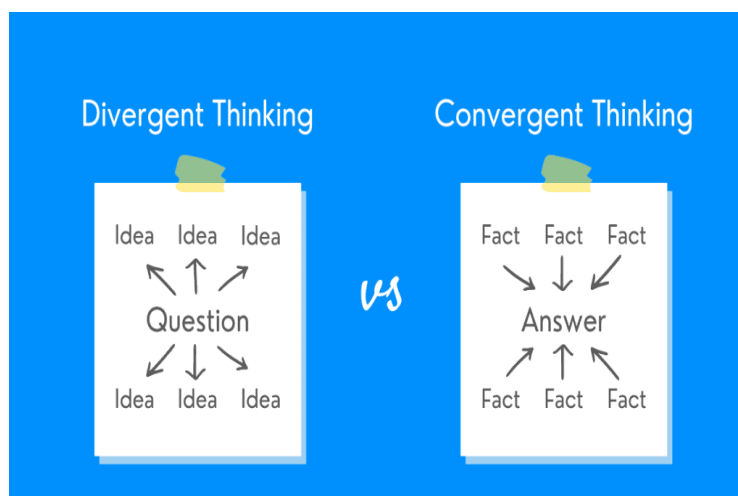 Divergent Thinking
Idea Idea Idea
Question
Idea Idea Idea
vs
Convergent Thinking
Fact Fact Fact
Answer
Fact Fact Fact